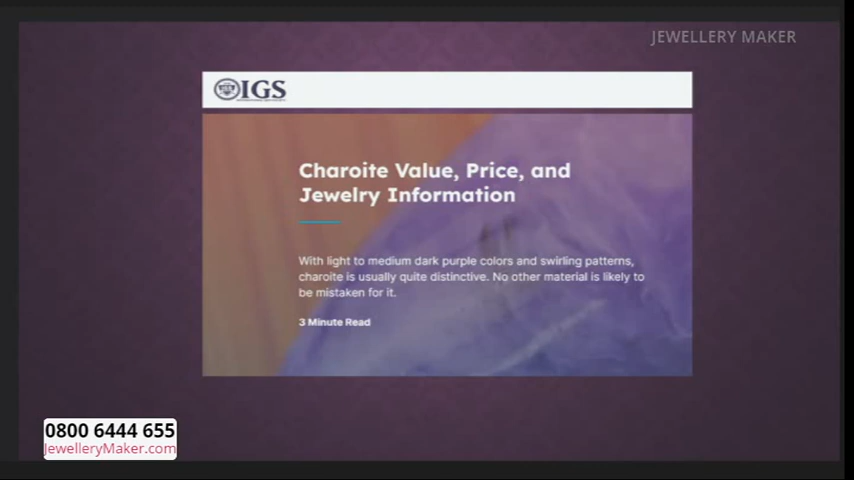 JEWELLERY MAKER
IGS
Charoite Value, Price, and
Jewelry Information
With light to medium dark purple colors and swirling patterns,
charoite is usually quite distinctive. No other material is likely to
be mistaken for it.
3 Minute Read
0800 6444 655
JewelleryMaker.com